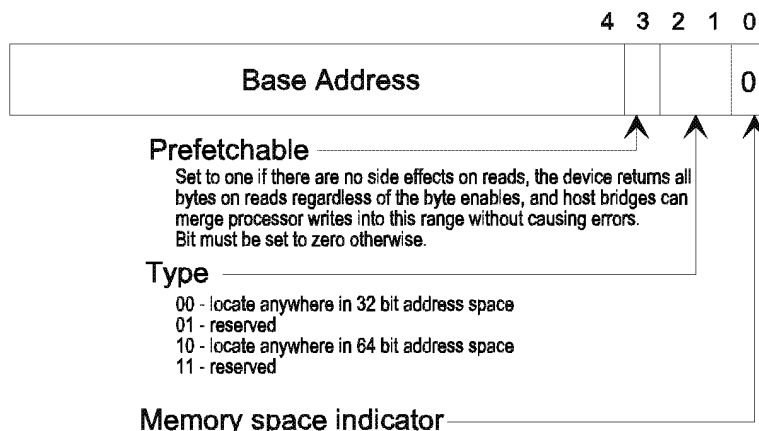 4 3 2 1 0
Base Address 0
Prefetchable
Set to one if there are no side effects on reads, the device returns all
bytes on reads regardless of the byte enables, and host bridges can
merge processor writes into this range without causing errors.
Bit must be set to zero otherwise.
Type
00 - locate anywhere in 32 bit address space
01 - reserved
10 - locate anywhere in 64 bit address space
11 - reserved
Memory space indicator